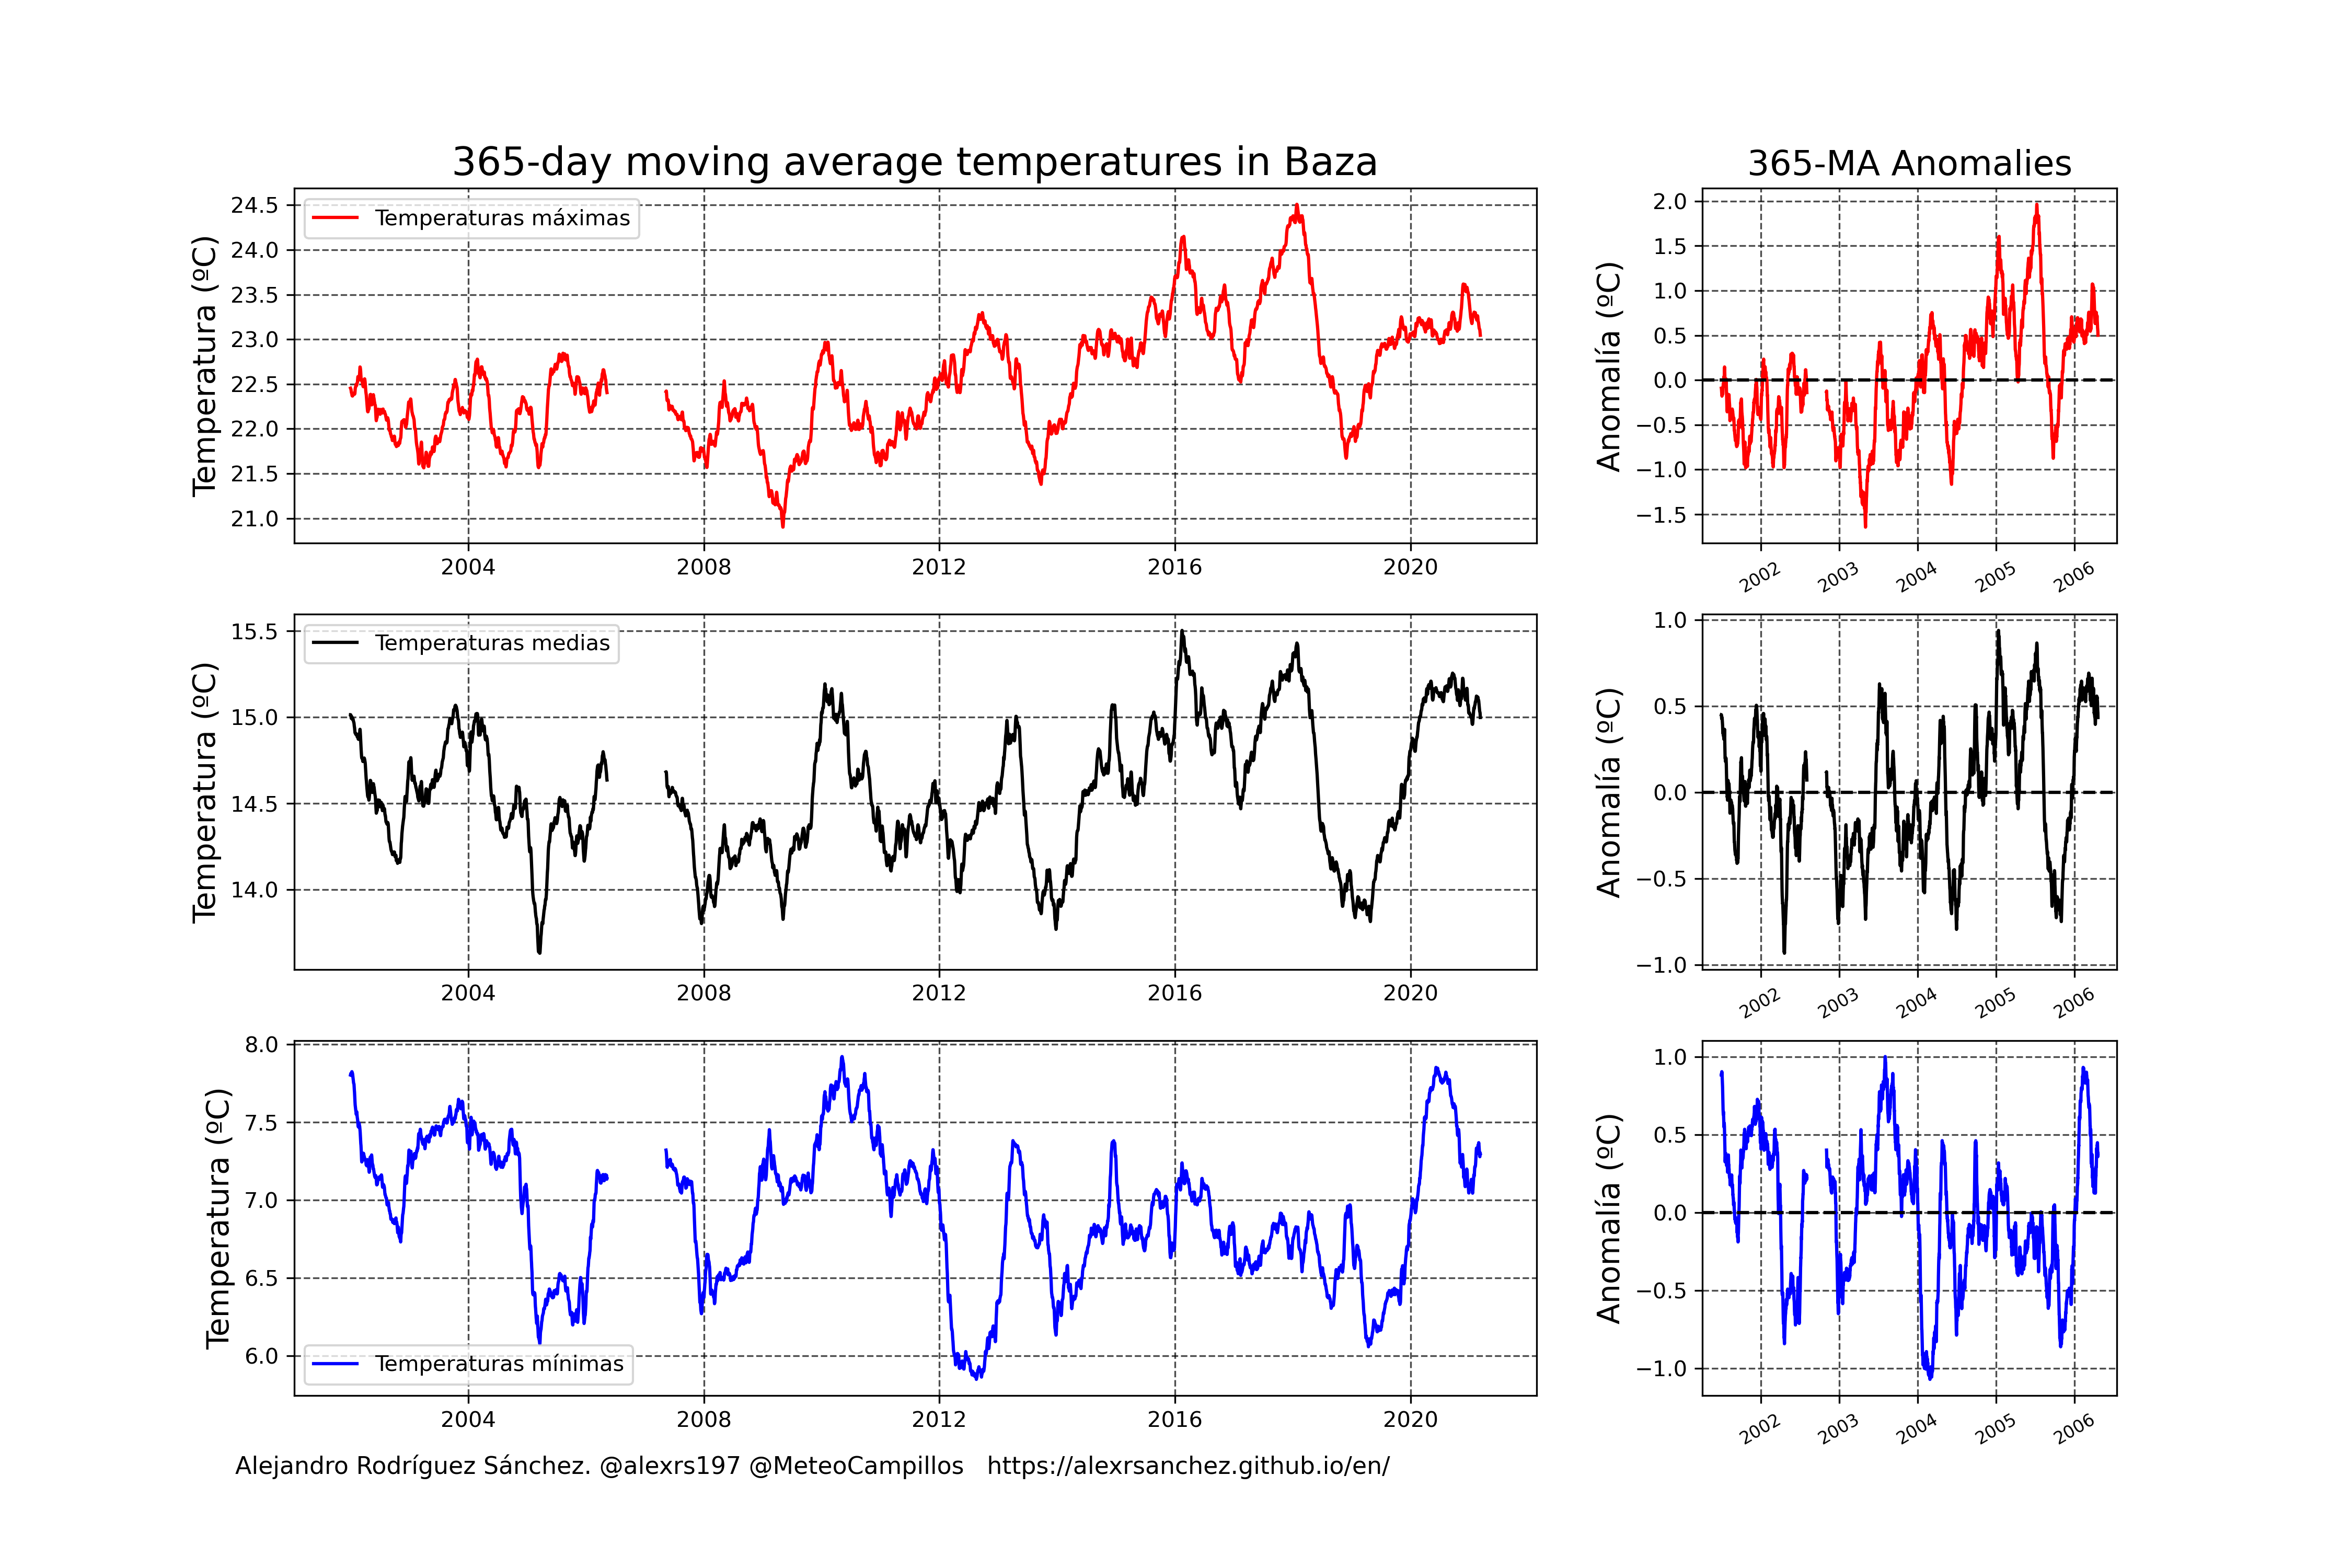 365-day moving average temperatures in Baza
365-MA Anomalies
Temperatura (ºC)
24.5
24.0
23.5
23.0
22.5
22.0
21.5
21.0
Temperaturas máximas
2004 2008 2012 2016 2020
Anomalía (ºC)
2.0
1.5
1.0
0.5
0.0
−0.5
−1.0
−1.5
2002 2003 2004 2005 2006
Temperatura (ºC)
15.5
15.0
14.5
14.0
Temperaturas medias
2004 2008 2012 2016 2020
Anomalía (ºC)
1.0
0.5
0.0
−0.5
−1.0
2002 2003 2004 2005 2006
Temperatura (ºC)
8.0
7.5
7.0
6.5
6.0
Temperaturas mínimas
2004 2008 2012 2016 2020
Anomalía (ºC)
1.0
0.5
0.0
−0.5
−1.0
2002 2003 2004 2005 2006
Alejandro Rodríguez Sánchez. @alexrs197 @MeteoCampillos https://alexrsanchez.github.io/en/